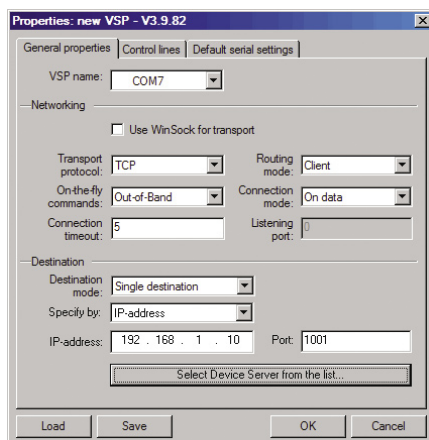 Properties: new VSP - V3.9.82
General properties Control lines Default serial settings
VSP name: COM7
Networking
Use WinSock for transport
Transport protocol: TCP Routing mode: Client
On-the-fly commands: Out-of-Band Connection mode: On data
Connection timeout: 5 Listening port: 0
Destination
Destination mode: Single destination
Specify by: IP-address
IP-address: 192 . 168 . 1 . 10 Port: 1001
Select Device Server from the list...
Load Save OK Cancel